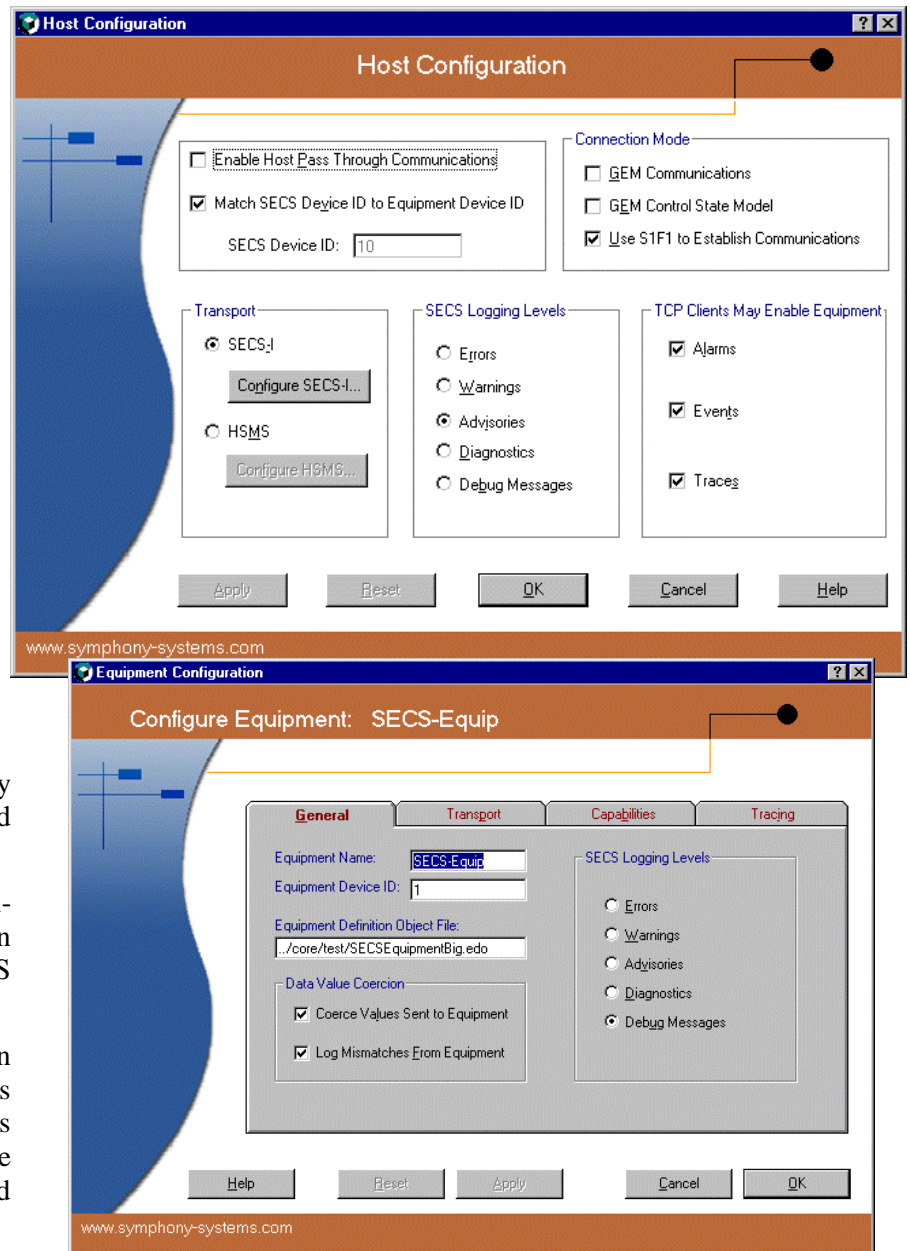 Host Configuration
Host Configuration
Enable Host Pass Through Communications
Match SECS Device ID to Equipment Device ID
SECS Device ID: 10
Connection Mode
GEM Communications
GEM Control State Model
Use S1F1 to Establish Communications
Transport
SECS-I
Configure SECS-I...
HSMS
Configure HSMS...
SECS Logging Levels
Errors
Warnings
Advisories
Diagnostics
Debug Messages
TCP Clients May Enable Equipment
Alarms
Events
Traces
Apply Reset OK Cancel Help
www.symphony-systems.com
Equipment Configuration
Configure Equipment: SECS-Equip
General Transport Capabilities Tracing
Equipment Name: SECS-Equip
Equipment Device ID: 1
Equipment Definition Object File:
../core/test/SECSEquipmentBig.edo
Data Value Coercion
Coerce Values Sent to Equipment
Log Mismatches From Equipment
SECS Logging Levels
Errors
Warnings
Advisories
Diagnostics
Debug Messages
Help Reset Apply Cancel OK
www.symphony-systems.com